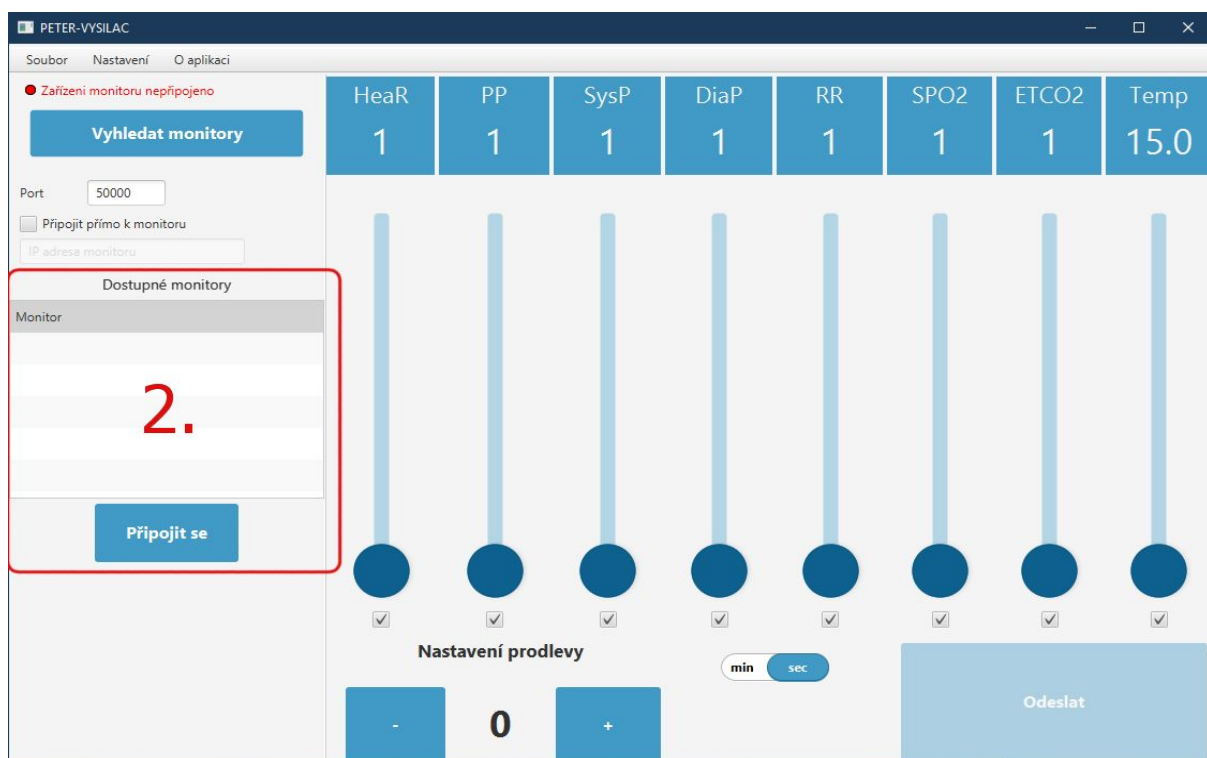 PETER-VYSILAC
Soubor Nastavení O aplikaci
Zařízení monitoru nepřipojeno
Vyhledat monitory
Port 50000
Připojit přímo k monitoru
IP adresa monitoru
Dostupné monitory
Monitor
2.
Připojit se
HeaR PP SysP DiaP RR SPO2 ETCO2 Temp
1 1 1 1 1 1 1 15.0
Nastavení prodlevy
min sec
- 0 +
Odeslat